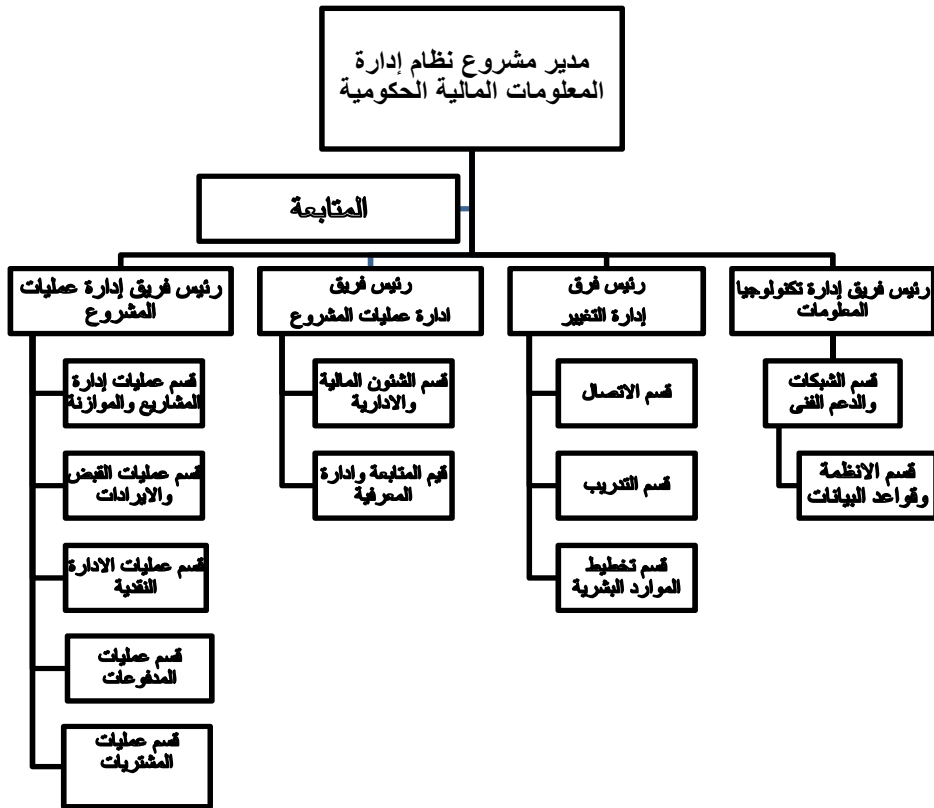 مدير مشروع نظام إدارة
المعلومات المالية الحكومية
المتابعة
رئيس فريق إدارة تكنولوجيا
المعلومات
قسم الشبكات
والدعم الفنى
قسم الانظمة
وقواعد البيانات
رئيس فرق
إدارة التغيير
قسم الاتصال
قسم التدريب
قسم تخطيط
الموارد البشرية
رئيس فريق
ادارة عمليات المشروع
قسم الشئون المالية
والادارية
قيم المتابعة وادارة
المعرفية
رئيس فريق إدارة عمليات
المشروع
قسم عمليات إدارة
المشاريع والموازنة
قسم عمليات القبض
والايرادات
قسم عمليات الادارة
النقدية
قسم عمليات
المدفوعات
قسم عمليات
المشتريات